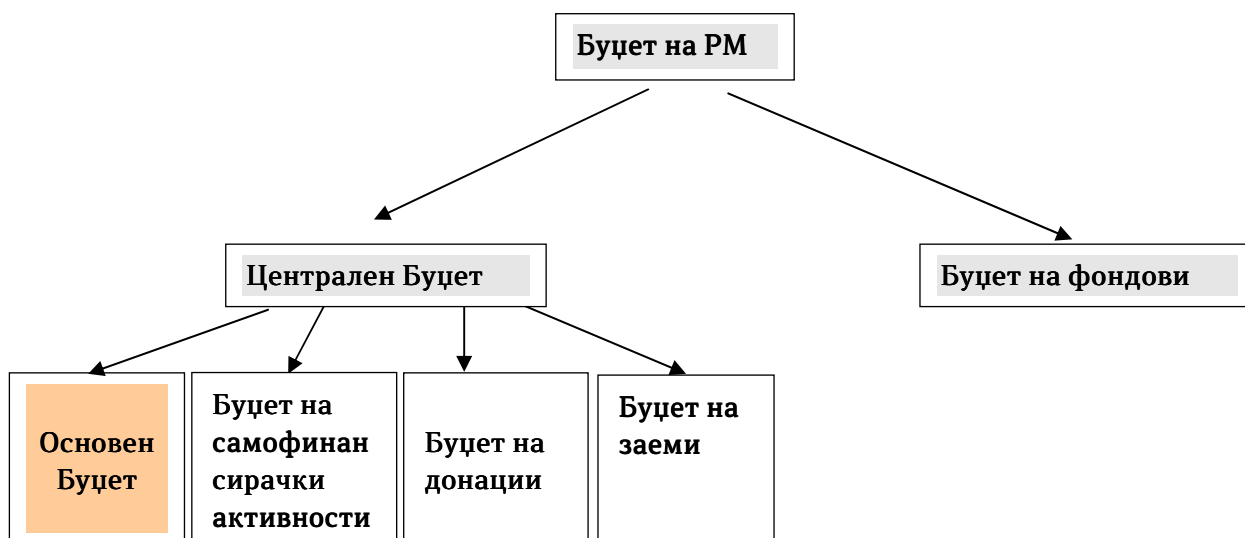 Буџет на РМ
Централен Буџет
Буџет на фондови
Основен
Буџет
Буџет на
самофинан
сирачки
активности
Буџет на
донации
Буџет на
заеми